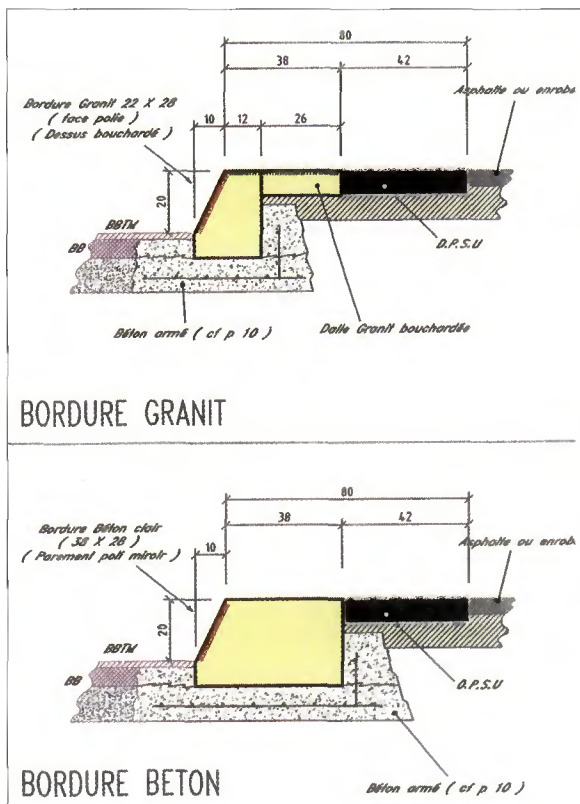 80
38
42
Asphalte ou enrobé
Bordure Granit 22 X 28
( face polie )
( Dessus bouchardé )
10
12
26
20
BBTM
BB
D.P.S.U
Béton armé ( cf p 10 )
Dalle Granit bouchardée
BORDURE GRANIT
80
38
42
Bordure Béton clair
( 38 X 28 )
( Parement poli miroir )
10
Asphalte ou enrobé
20
BBTM
BB
D.P.S.U
Béton armé ( cf p 10 )
BORDURE BETON